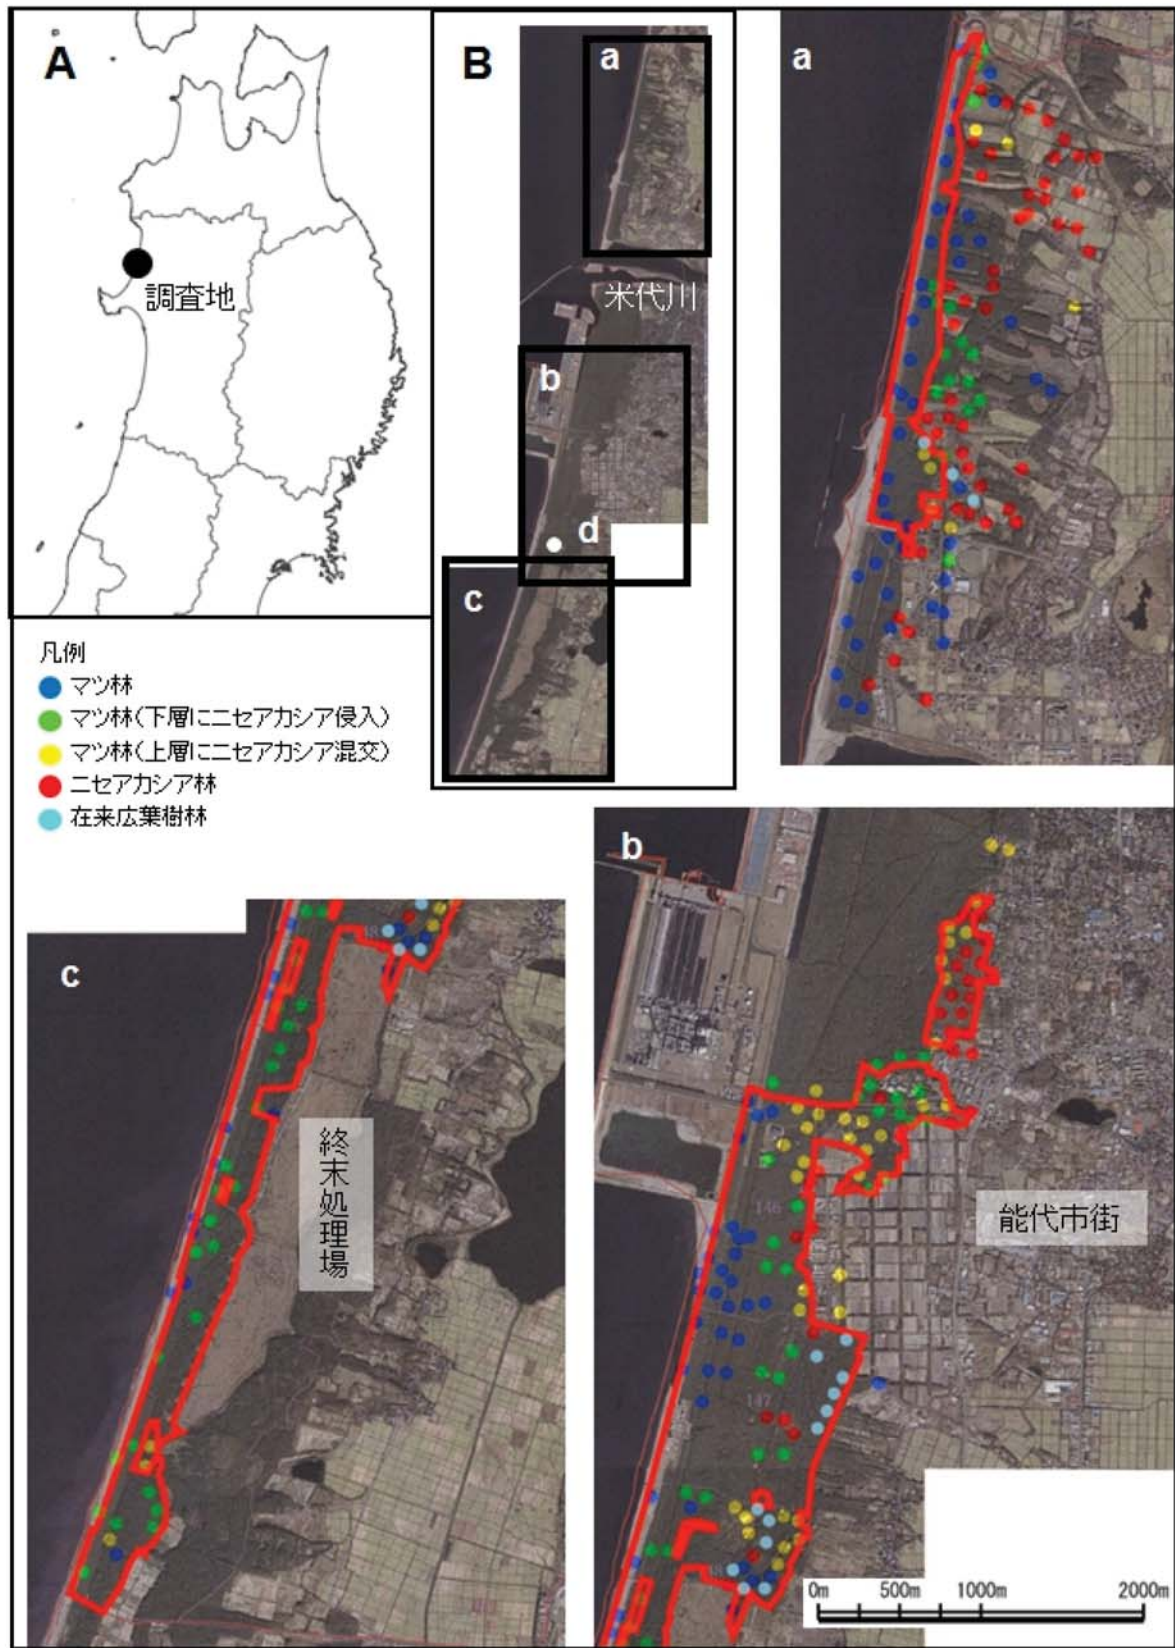 A
調査地
B
a
米代川
b
d
c
a
凡例
マツ林
マツ林(下層にニセアカシア侵入)
マツ林(上層にニセアカシア混交)
ニセアカシア林
在来広葉樹林
c
終末処理場
b
146
能代市街
147
0m 500m 1000m 2000m